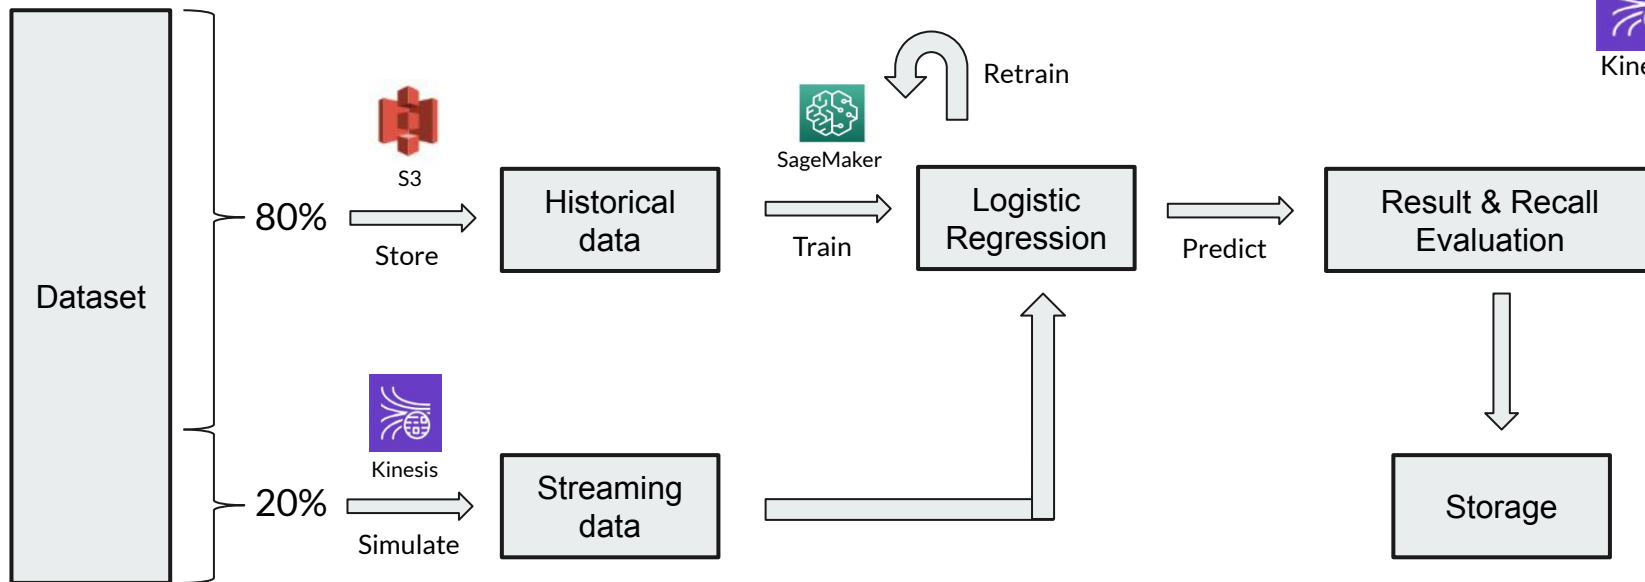 Dataset
80%
S3
Store
Historical
data
SageMaker
Train
Retrain
Logistic
Regression
Predict
Result & Recall
Evaluation
20%
Kinesis
Simulate
Streaming
data
Storage